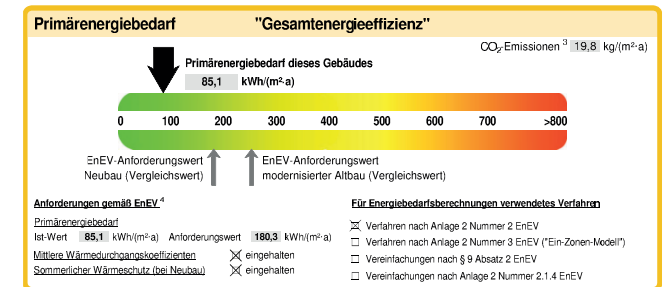 Primärenergiebedarf "Gesamtenergieeffizienz"
CO2-Emissionen 3 19,8 kg/(m²·a)
Primärenergiebedarf dieses Gebäudes
85,1 kWh/(m²·a)
0 100 200 300 400 500 600 700 >800
EnEV-Anforderungswert
Neubau (Vergleichswert)
EnEV-Anforderungswert
modernisierter Altbau (Vergleichswert)
Anforderungen gemäß EnEV 4
Primärenergiebedarf
Ist-Wert 85,1 kWh/(m²·a) Anforderungswert 180,3 kWh/(m²·a)
Mittlere Wärmedurchgangskoeffizienten ☒ eingehalten
Sommerlicher Wärmeschutz (bei Neubau) ☒ eingehalten
Für Energiebedarfsberechnungen verwendetes Verfahren
☒ Verfahren nach Anlage 2 Nummer 2 EnEV
☐ Verfahren nach Anlage 2 Nummer 3 EnEV ("Ein-Zonen-Modell")
☐ Vereinfachungen nach § 9 Absatz 2 EnEV
☐ Vereinfachungen nach Anlage 2 Nummer 2.1.4 EnEV